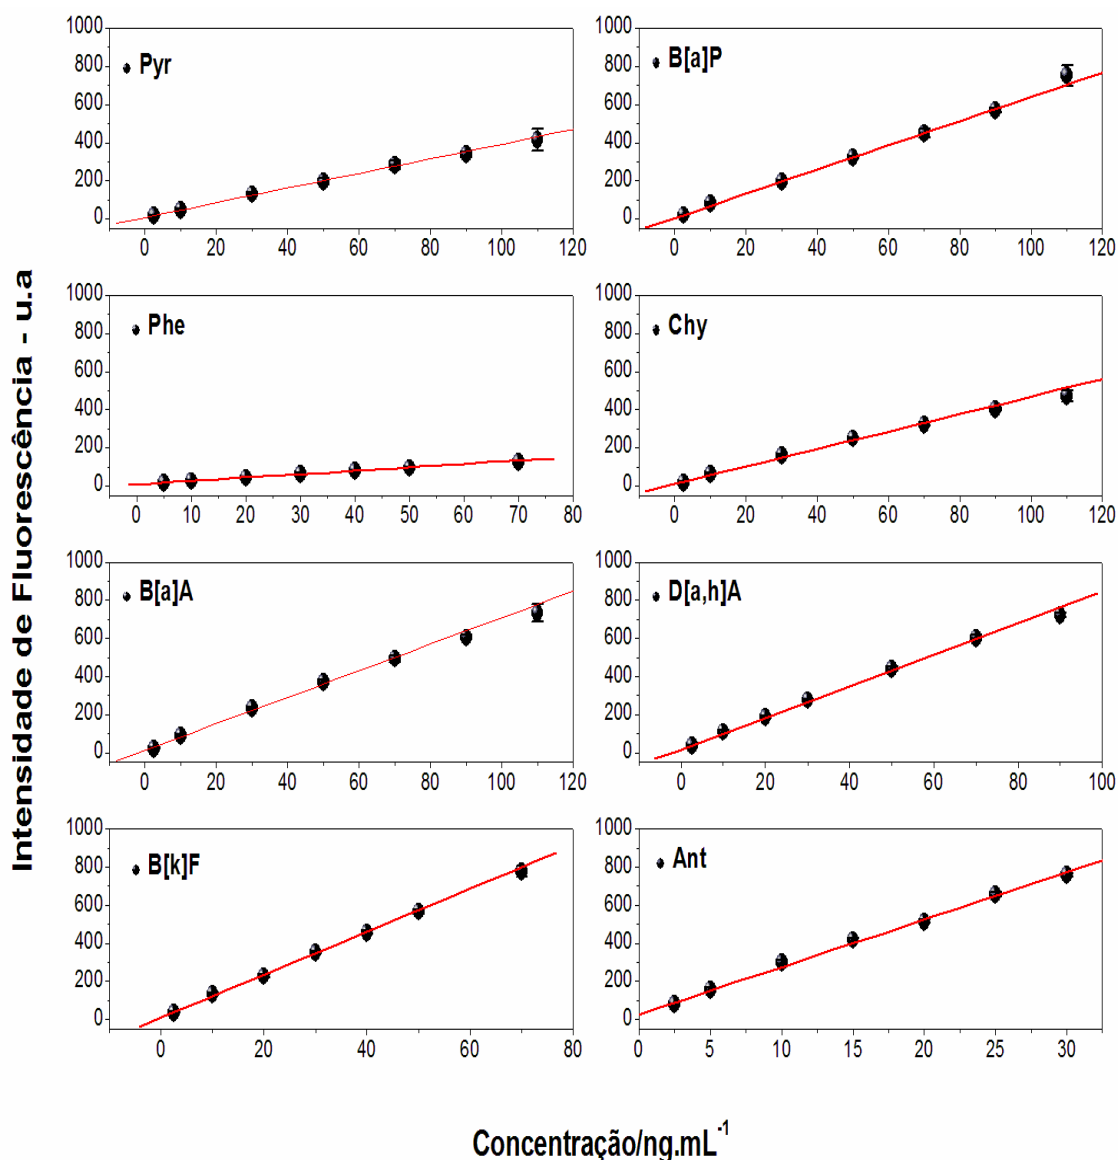 Intensidade de Fluorescência - u.a
1000
800
600
400
200
0
Pyr
0 20 40 60 80 100 120
1000
800
600
400
200
0
B[a]P
0 20 40 60 80 100 120
1000
800
600
400
200
0
Phe
0 10 20 30 40 50 60 70 80
1000
800
600
400
200
0
Chy
0 20 40 60 80 100 120
1000
800
600
400
200
0
B[a]A
0 20 40 60 80 100 120
1000
800
600
400
200
0
D[a,h]A
0 20 40 60 80 100
1000
800
600
400
200
0
B[k]F
0 20 40 60 80
1000
800
600
400
200
0
Ant
0 5 10 15 20 25 30
Concentração/ng.mL⁻¹